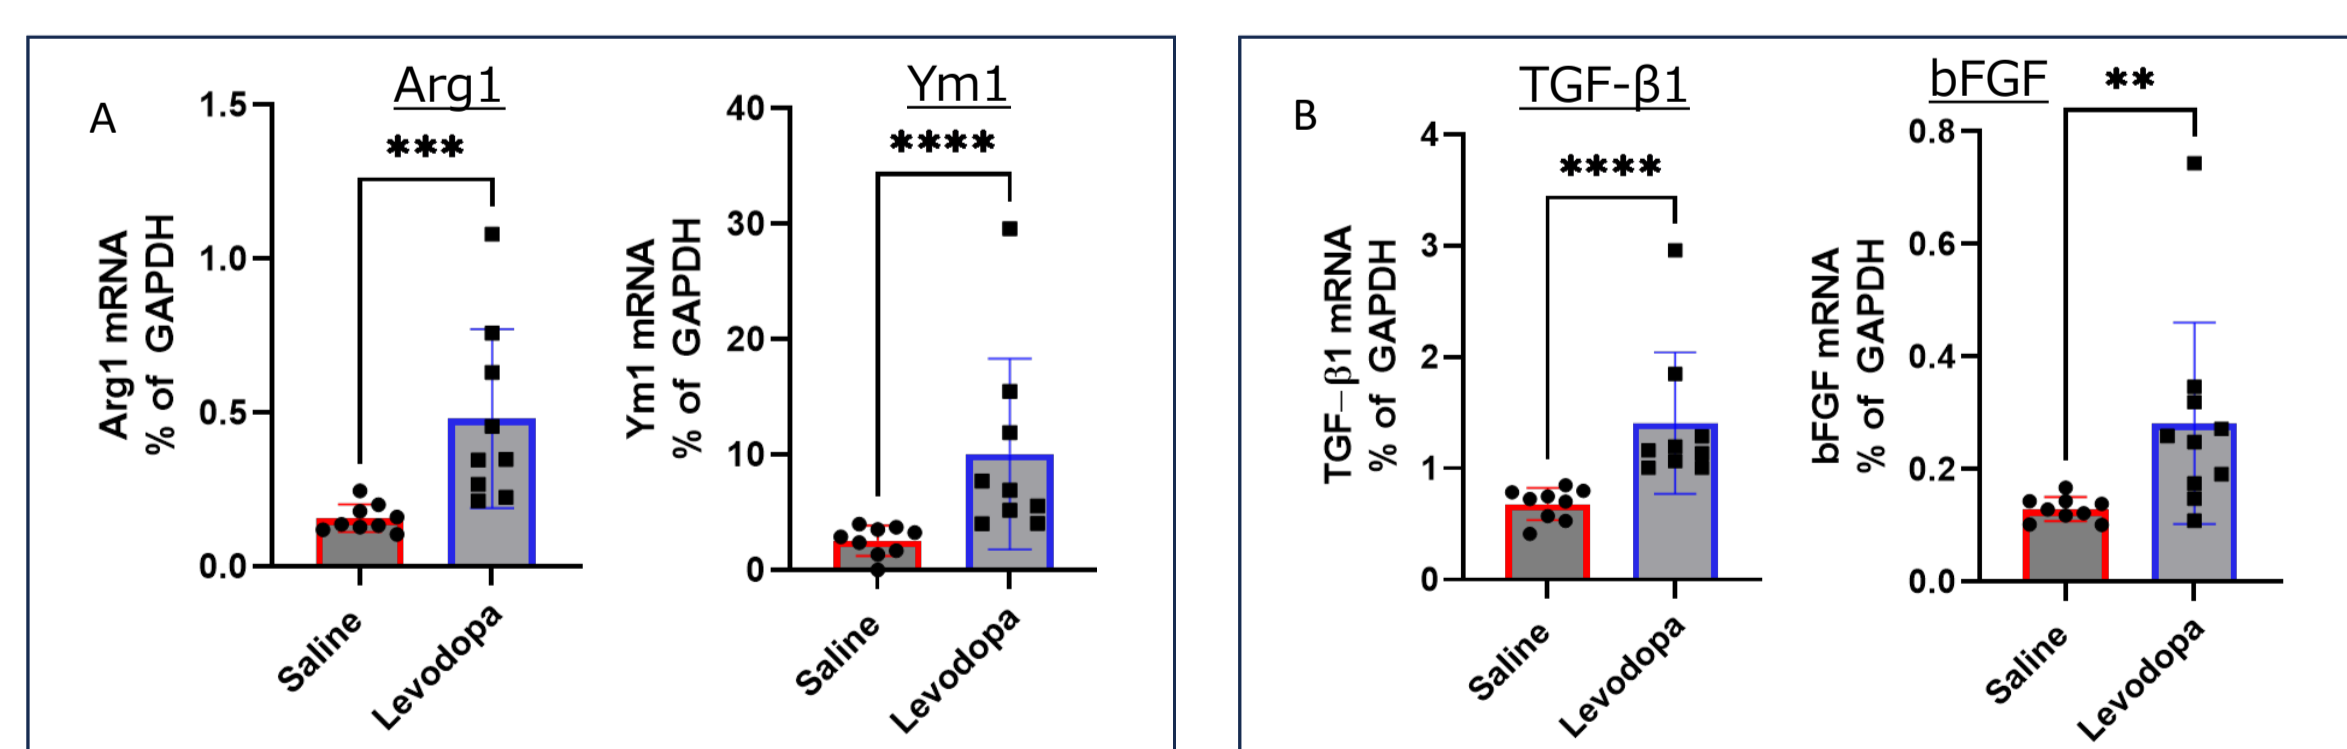 A
Arg1
***
Arg1 mRNA
% of GAPDH
1.5
1.0
0.5
0.0
Saline
Levodopa
Ym1
****
Ym1 mRNA
% of GAPDH
40
30
20
10
0
Saline
Levodopa
B
TGF-β1
****
TGF–β1 mRNA
% of GAPDH
4
3
2
1
0
Saline
Levodopa
bFGF
**
bFGF mRNA
% of GAPDH
0.8
0.6
0.4
0.2
0.0
Saline
Levodopa